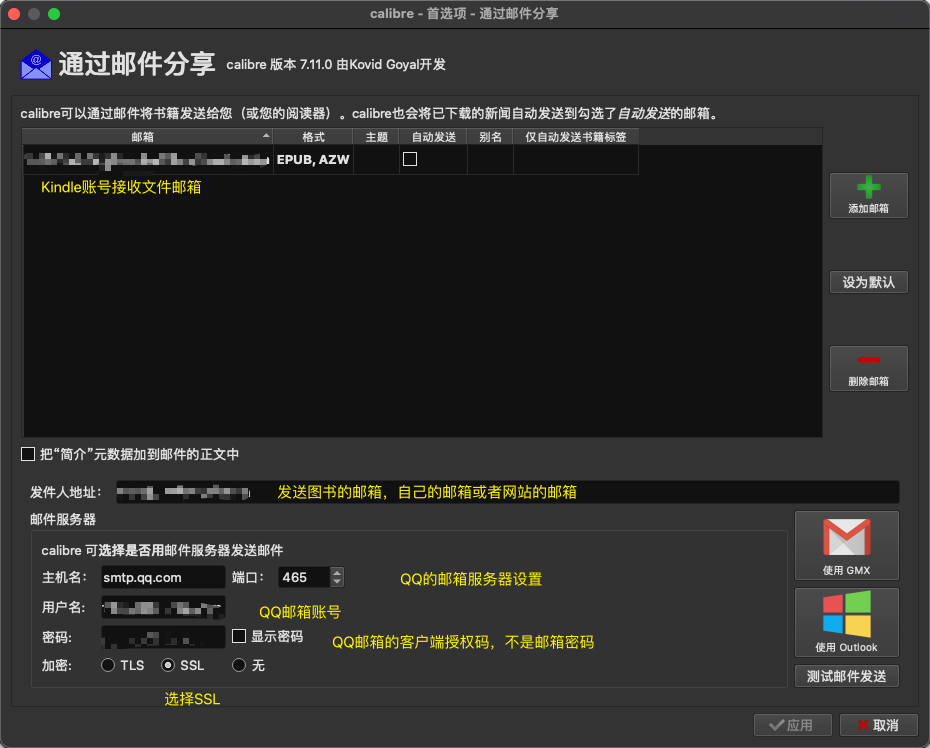 calibre - 首选项 - 通过邮件分享
通过邮件分享 calibre 版本 7.11.0 由Kovid Goyal开发
calibre可以通过邮件将书籍发送给您（或您的阅读器）。calibre也会将已下载的新闻自动发送到勾选了自动发送的邮箱。
邮箱 格式 主题 自动发送 别名 仅自动发送书籍标签
EPUB, AZW
Kindle账号接收文件邮箱
添加邮箱
设为默认
删除邮箱
把“简介”元数据加到邮件的正文中
发件人地址： 发送图书的邮箱，自己的邮箱或者网站的邮箱
邮件服务器
calibre 可选择是否用邮件服务器发送邮件
主机名： smtp.qq.com 端口： 465 QQ的邮箱服务器设置
使用 GMX
用户名： QQ邮箱账号
密码： 显示密码 QQ邮箱的客户端授权码，不是邮箱密码
使用 Outlook
加密： TLS SSL 无
测试邮件发送
选择SSL
应用 取消